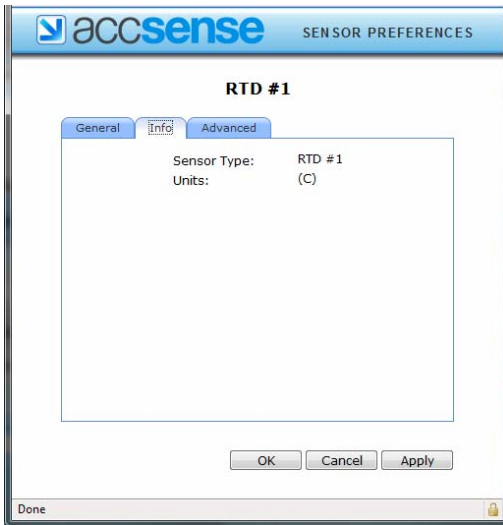 accsense SENSOR PREFERENCES
RTD #1
General Info Advanced
Sensor Type: RTD #1
Units: (C)
OK Cancel Apply
Done